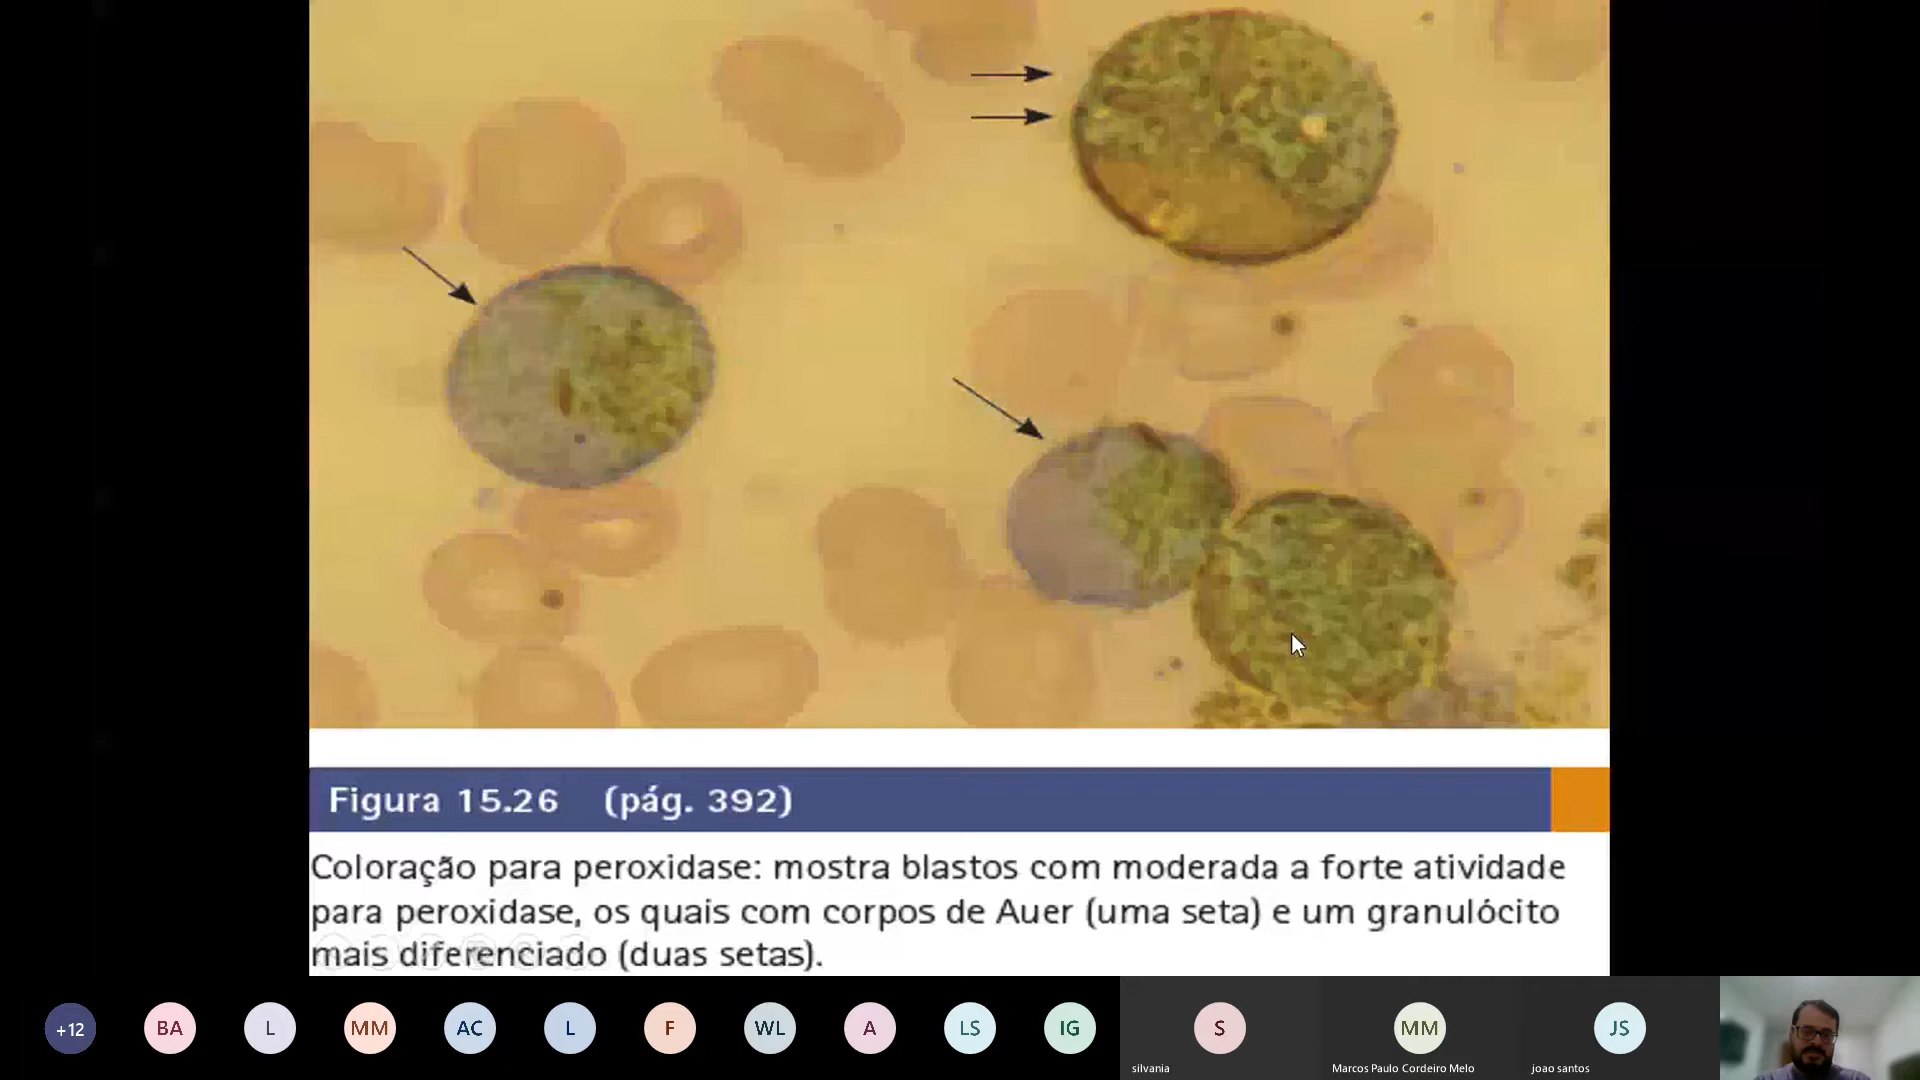 Figura 15.26 (pág. 392)
Coloração para peroxidase: mostra blastos com moderada a forte atividade
para peroxidase, os quais com corpos de Auer (uma seta) e um granulócito
mais diferenciado (duas setas).
+12
BA
L
MM
AC
L
F
WL
A
LS
IG
S
MM
JS
silvania
Marcos Paulo Cordeiro Melo
joao santos